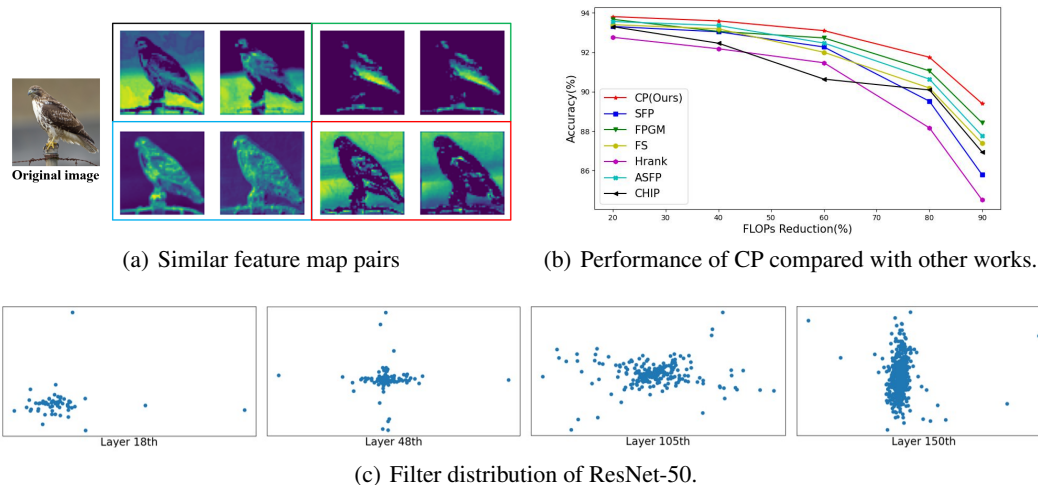 Original image
(a) Similar feature map pairs
94
92
90
88
86
Accuracy(%)
CP(Ours)
SFP
FPGM
FS
Hrank
ASFP
CHIP
20 30 40 50 60 70 80 90
FLOPs Reduction(%)
(b) Performance of CP compared with other works.
Layer 18th
Layer 48th
Layer 105th
Layer 150th
(c) Filter distribution of ResNet-50.